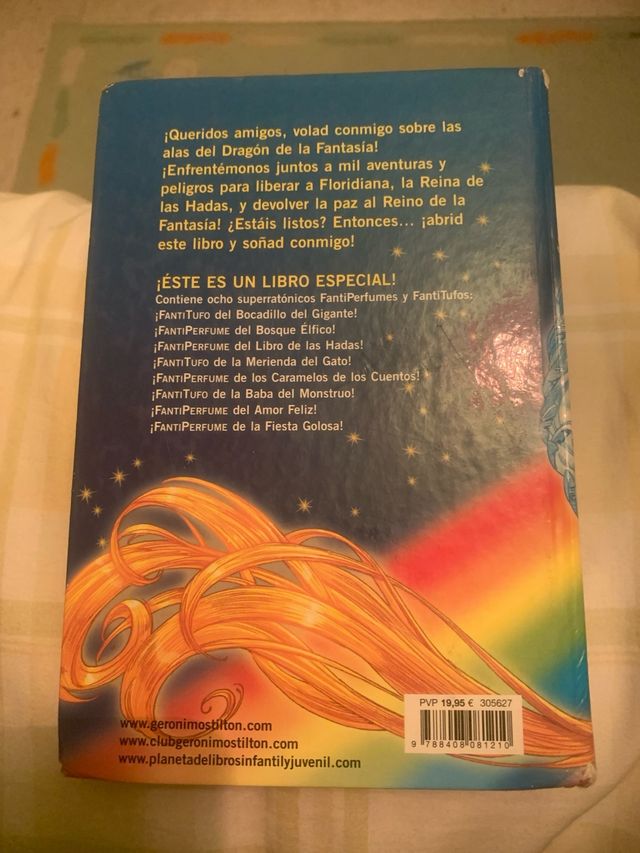 ¡Queridos amigos, volad conmigo sobre las
alas del Dragón de la Fantasía!
¡Enfrentémonos juntos a mil aventuras y
peligros para liberar a Floridiana, la Reina de
las Hadas, y devolver la paz al Reino de la
Fantasía! ¿Estáis listos? Entonces... ¡abrid
este libro y soñad conmigo!
¡ÉSTE ES UN LIBRO ESPECIAL!
Contiene ocho superratónicos FantiPerfumes y FantiTufos:
¡FANTITUFO del Bocadillo del Gigante!
¡FANTIPERFUME del Bosque Élfico!
¡FANTIPERFUME del Libro de las Hadas!
¡FANTITUFO de la Merienda del Gato!
¡FANTIPERFUME de los Caramelos de los Cuentos!
¡FANTITUFO de la Baba del Monstruo!
¡FANTIPERFUME del Amor Feliz!
¡FANTIPERFUME de la Fiesta Golosa!
PVP 19,95 € 305627
9 788408 081210
www.geronimostilton.com
www.clubgeronimostilton.com
www.planetadelibrosinfantilyjuvenil.com